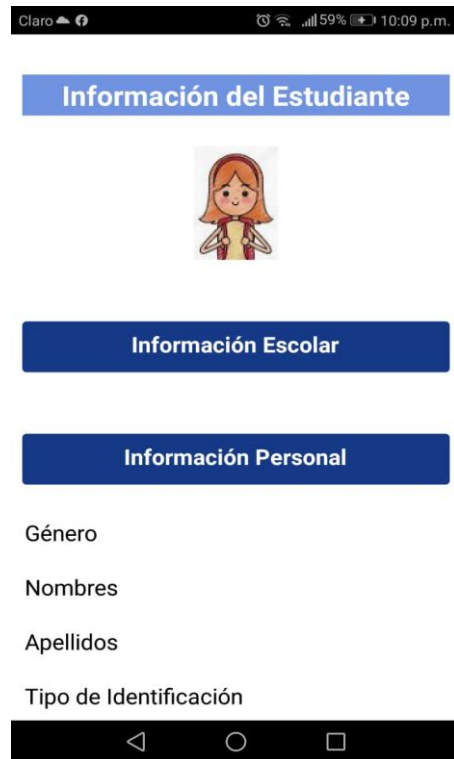 Claro 59% 10:09 p.m.
Información del Estudiante
Información Escolar
Información Personal
Género
Nombres
Apellidos
Tipo de Identificación